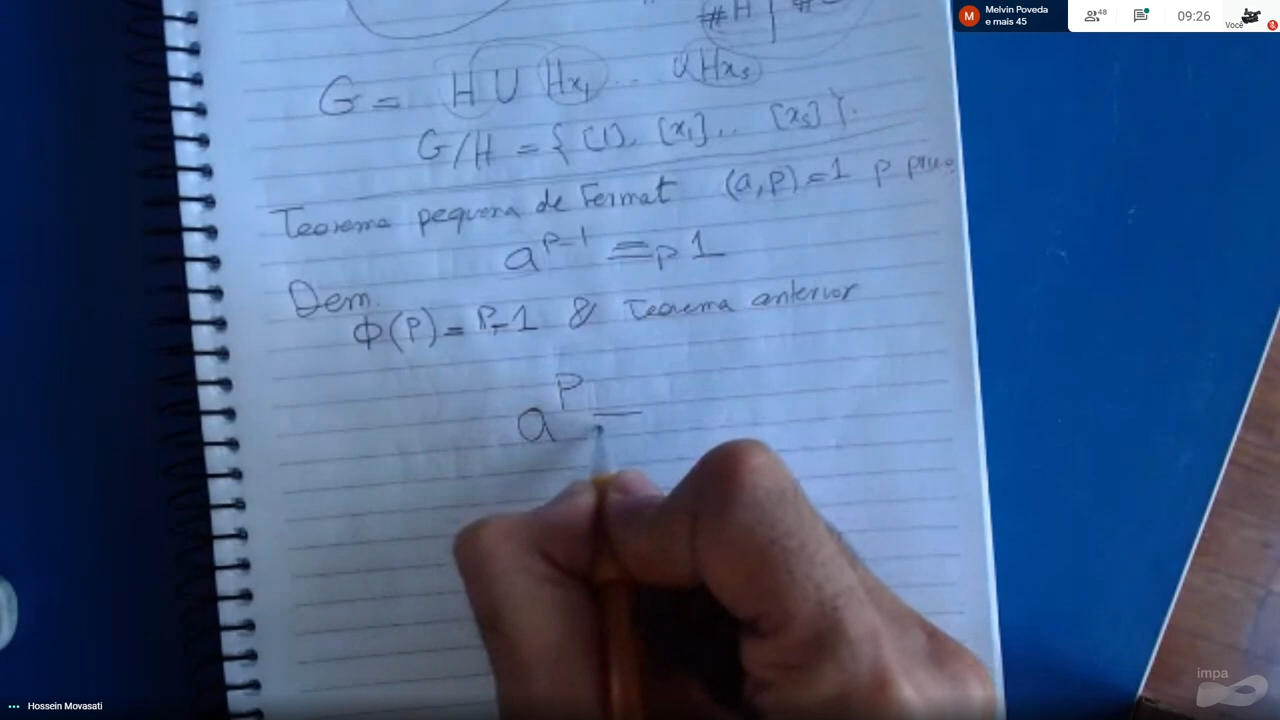 #H | #
G = H U Hx₁ ... U Hxₛ
G/H = { [1], [x₁] .. [xₛ] }.
Teorema pequena de Fermat (a,p)=1 p
a^{p-1} ≡_p 1
Dem.
Φ(P) = P-1 & Teorema anterior
a^P =
Melvin Poveda
e mais 45
48
09:26
Você
impa
Hossein Movasati